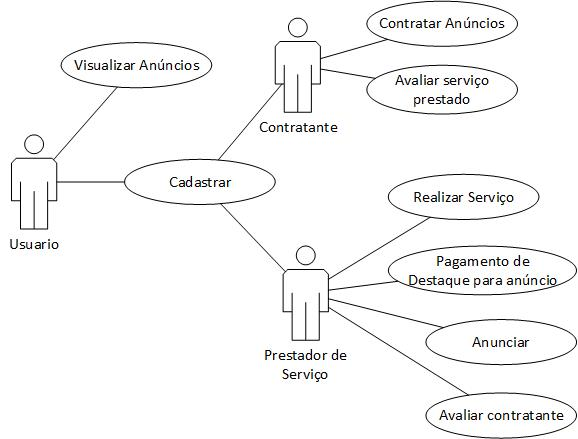 Contratar Anúncios
Visualizar Anúncios
Avaliar serviço
prestado
Contratante
Cadastrar
Usuario
Realizar Serviço
Pagamento de
Destaque para anúncio
Anunciar
Prestador de
Serviço
Avaliar contratante